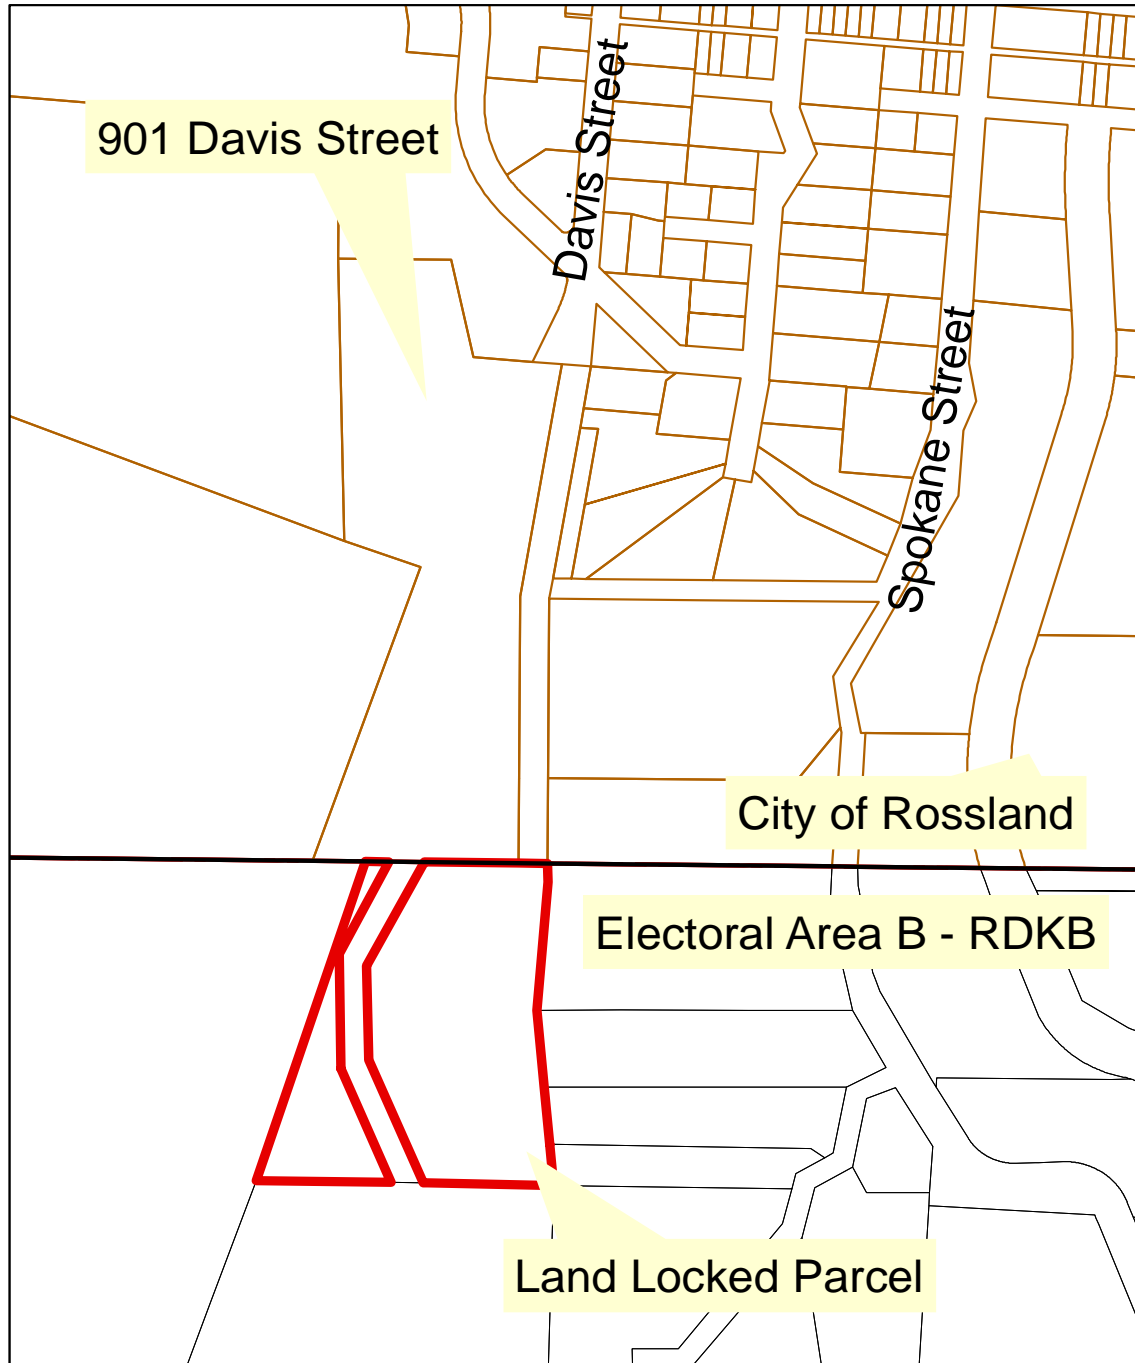 901 Davis Street
Davis Street
Spokane Street
City of Rossland
Electoral Area B - RDKB
Land Locked Parcel